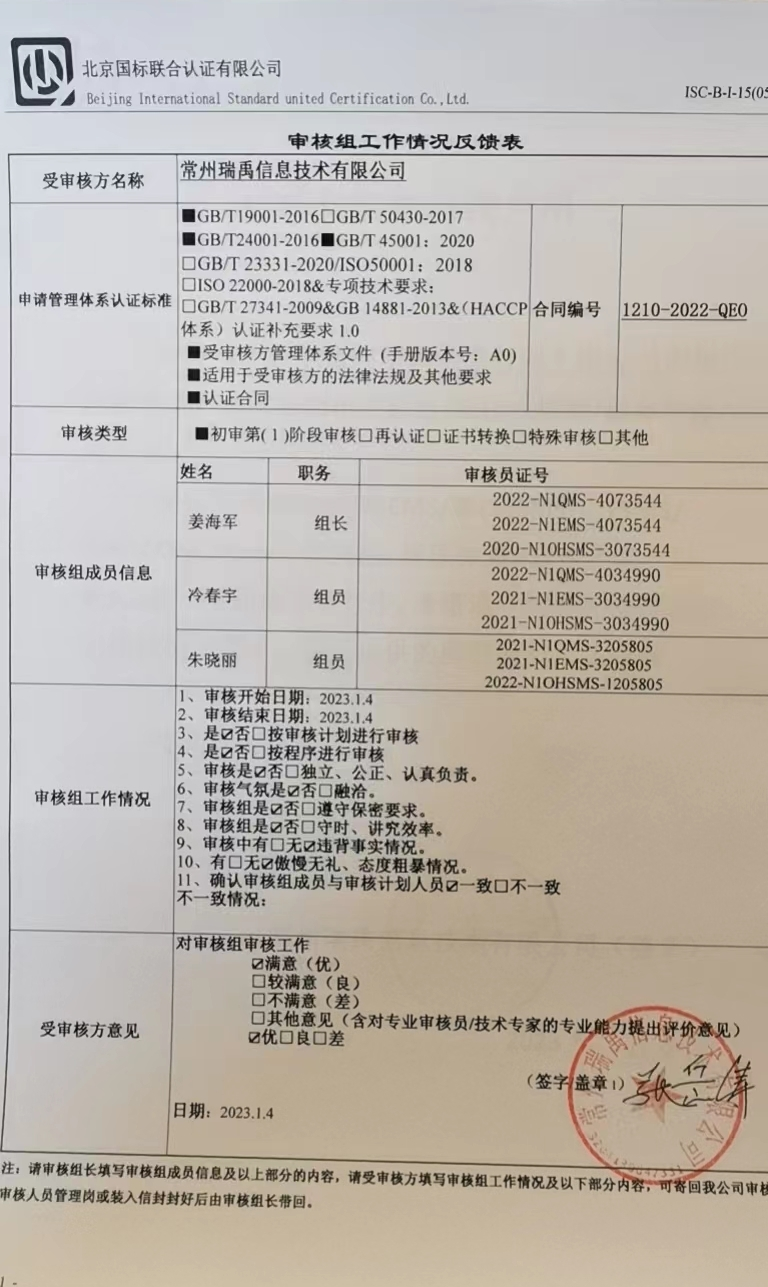 北京国标联合认证有限公司
Beijing International Standard united Certification Co.,Ltd.
ISC-B-I-15(05
审核组工作情况反馈表
受审核方名称
常州瑞禹信息技术有限公司
申请管理体系认证标准
■GB/T19001-2016□GB/T 50430-2017
■GB/T24001-2016■GB/T 45001：2020
□GB/T 23331-2020/ISO50001：2018
□ISO 22000-2018&专项技术要求：
□GB/T 27341-2009&GB 14881-2013&（HACCP
体系）认证补充要求 1.0
■受审核方管理体系文件 (手册版本号：A0)
■适用于受审核方的法律法规及其他要求
■认证合同
合同编号
1210-2022-QEO
审核类型
■初审第( 1 )阶段审核□再认证□证书转换□特殊审核□其他
审核组成员信息
姓名 职务 审核员证号
姜海军 组长
2022-N1QMS-4073544
2022-N1EMS-4073544
2020-N1OHSMS-3073544
冷春宇 组员
2022-N1QMS-4034990
2021-N1EMS-3034990
2021-N1OHSMS-3034990
朱晓丽 组员
2021-N1QMS-3205805
2021-N1EMS-3205805
2022-N1OHSMS-1205805
审核组工作情况
1、审核开始日期：2023.1.4
2、审核结束日期：2023.1.4
3、是☑否□按审核计划进行审核
4、是☑否□按程序进行审核
5、审核是☑否□独立、公正、认真负责。
6、审核气氛是☑否□融洽。
7、审核组是☑否□遵守保密要求。
8、审核组是☑否□守时、讲究效率。
9、审核中有□无☑违背事实情况。
10、有□无☑傲慢无礼、态度粗暴情况。
11、确认审核组成员与审核计划人员☑一致□不一致
不一致情况：
受审核方意见
对审核组审核工作
☑满意（优）
□较满意（良）
□不满意（差）
□其他意见（含对专业审核员/技术专家的专业能力提出评价意见）
☑优□良□差
（签字/盖章）
日期：2023.1.4
注：请审核组长填写审核组成员信息及以上部分的内容，请受审核方填写审核组工作情况及以下部分内容，可寄回我公司审核
审核人员管理岗或装入信封封好后由审核组长带回。